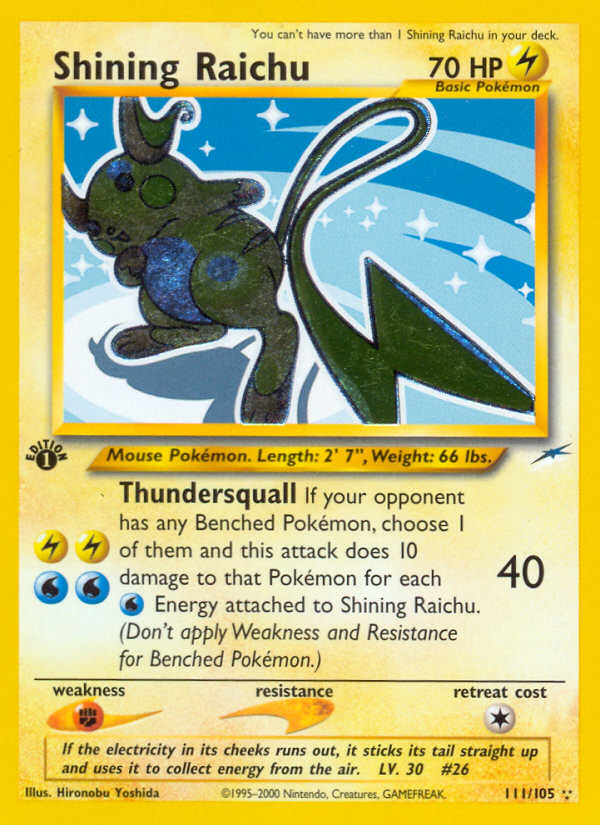 You can't have more than 1 Shining Raichu in your deck.
Shining Raichu 70 HP
Basic Pokémon
EDITION
1
Mouse Pokémon. Length: 2' 7", Weight: 66 lbs.
Thundersquall If your opponent
has any Benched Pokémon, choose 1
of them and this attack does 10
damage to that Pokémon for each
Energy attached to Shining Raichu.
(Don't apply Weakness and Resistance
for Benched Pokémon.)
40
weakness resistance retreat cost
If the electricity in its cheeks runs out, it sticks its tail straight up
and uses it to collect energy from the air. LV. 30 #26
Illus. Hironobu Yoshida ©1995-2000 Nintendo, Creatures, GAMEFREAK. 111/105